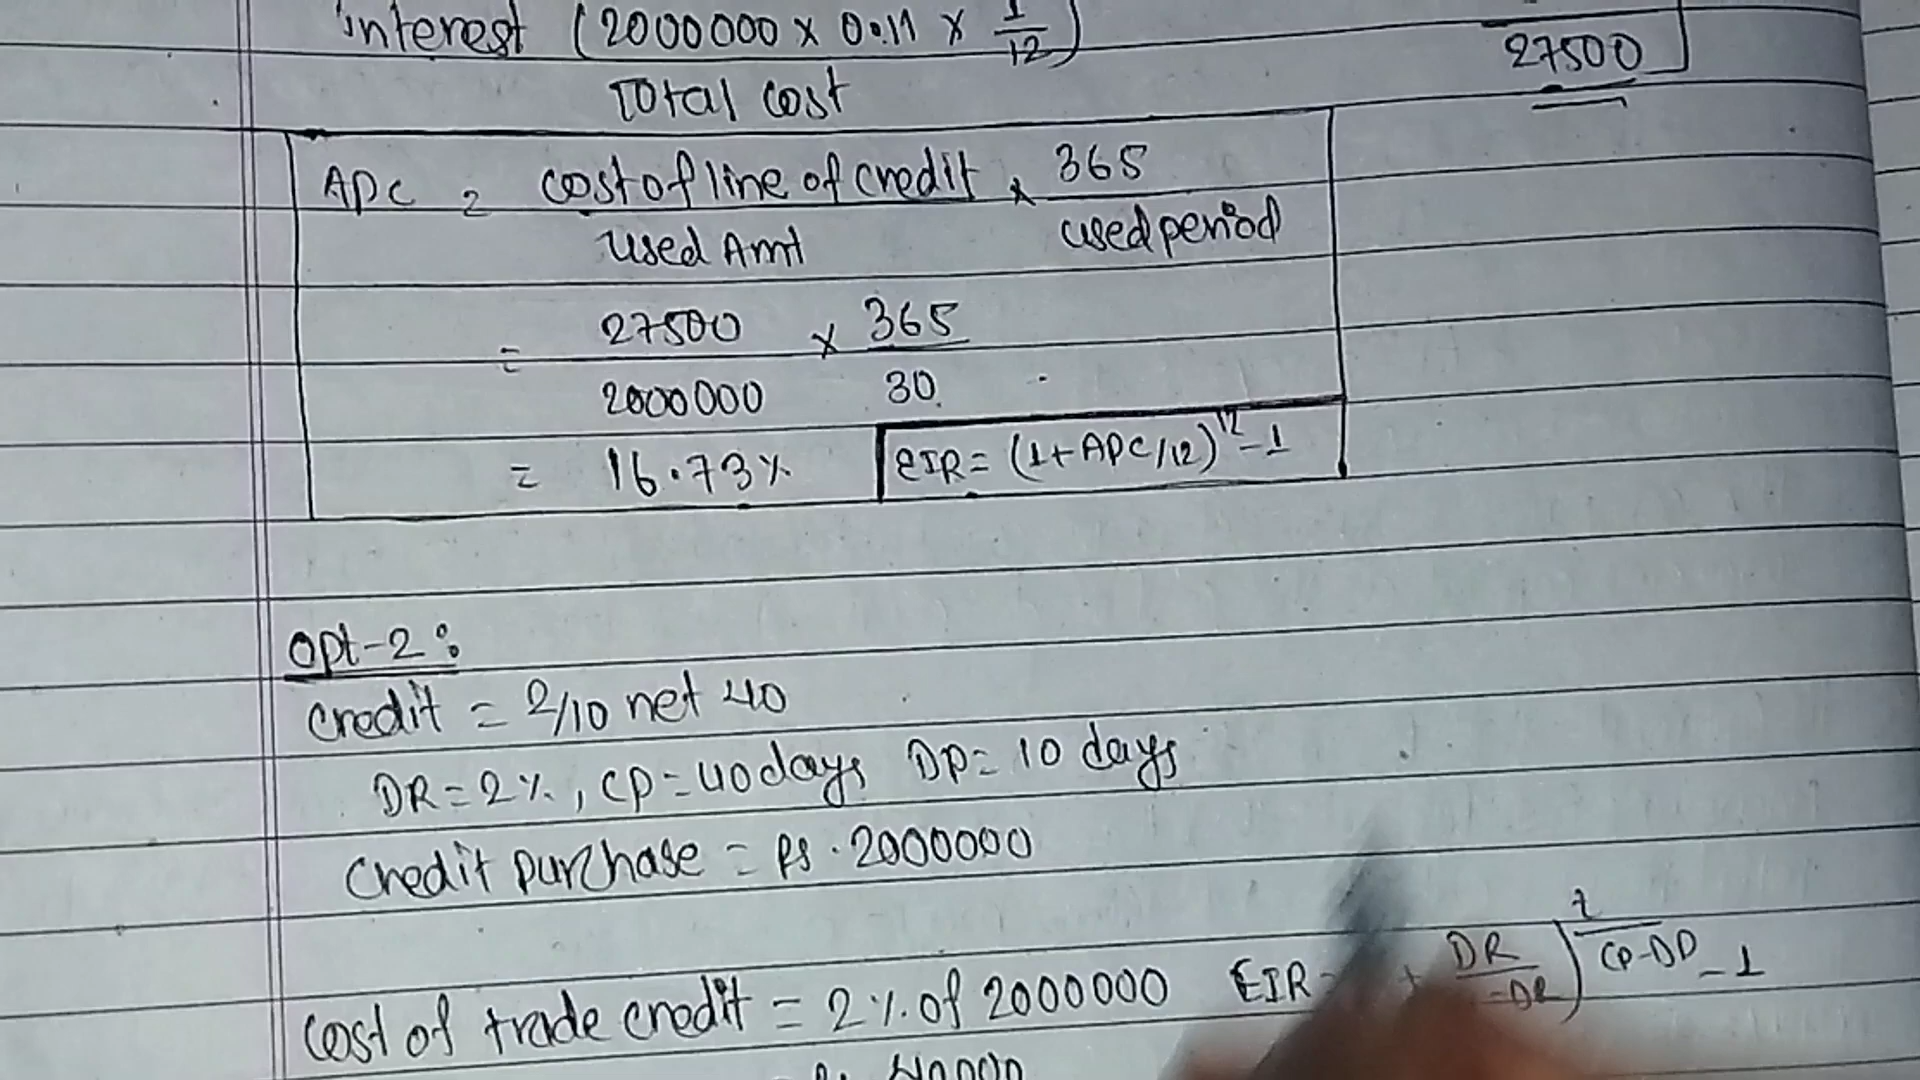 interest (2000000 x 0.11 x 1/12)
27500
Total cost
APC = cost of line of credit / Used Amt x 365 / used period
= 27500 / 2000000 x 365 / 30
= 16.73%
EIR = (1+APC/12)^12 - 1
Opt-2:
credit = 2/10 net 40
DR = 2%, CP = 40 days DP = 10 days
Credit purchase = Rs. 2000000
Cost of trade credit = 2% of 2000000
EIR = + DR / -DR) t / CP-DP - 1
40000